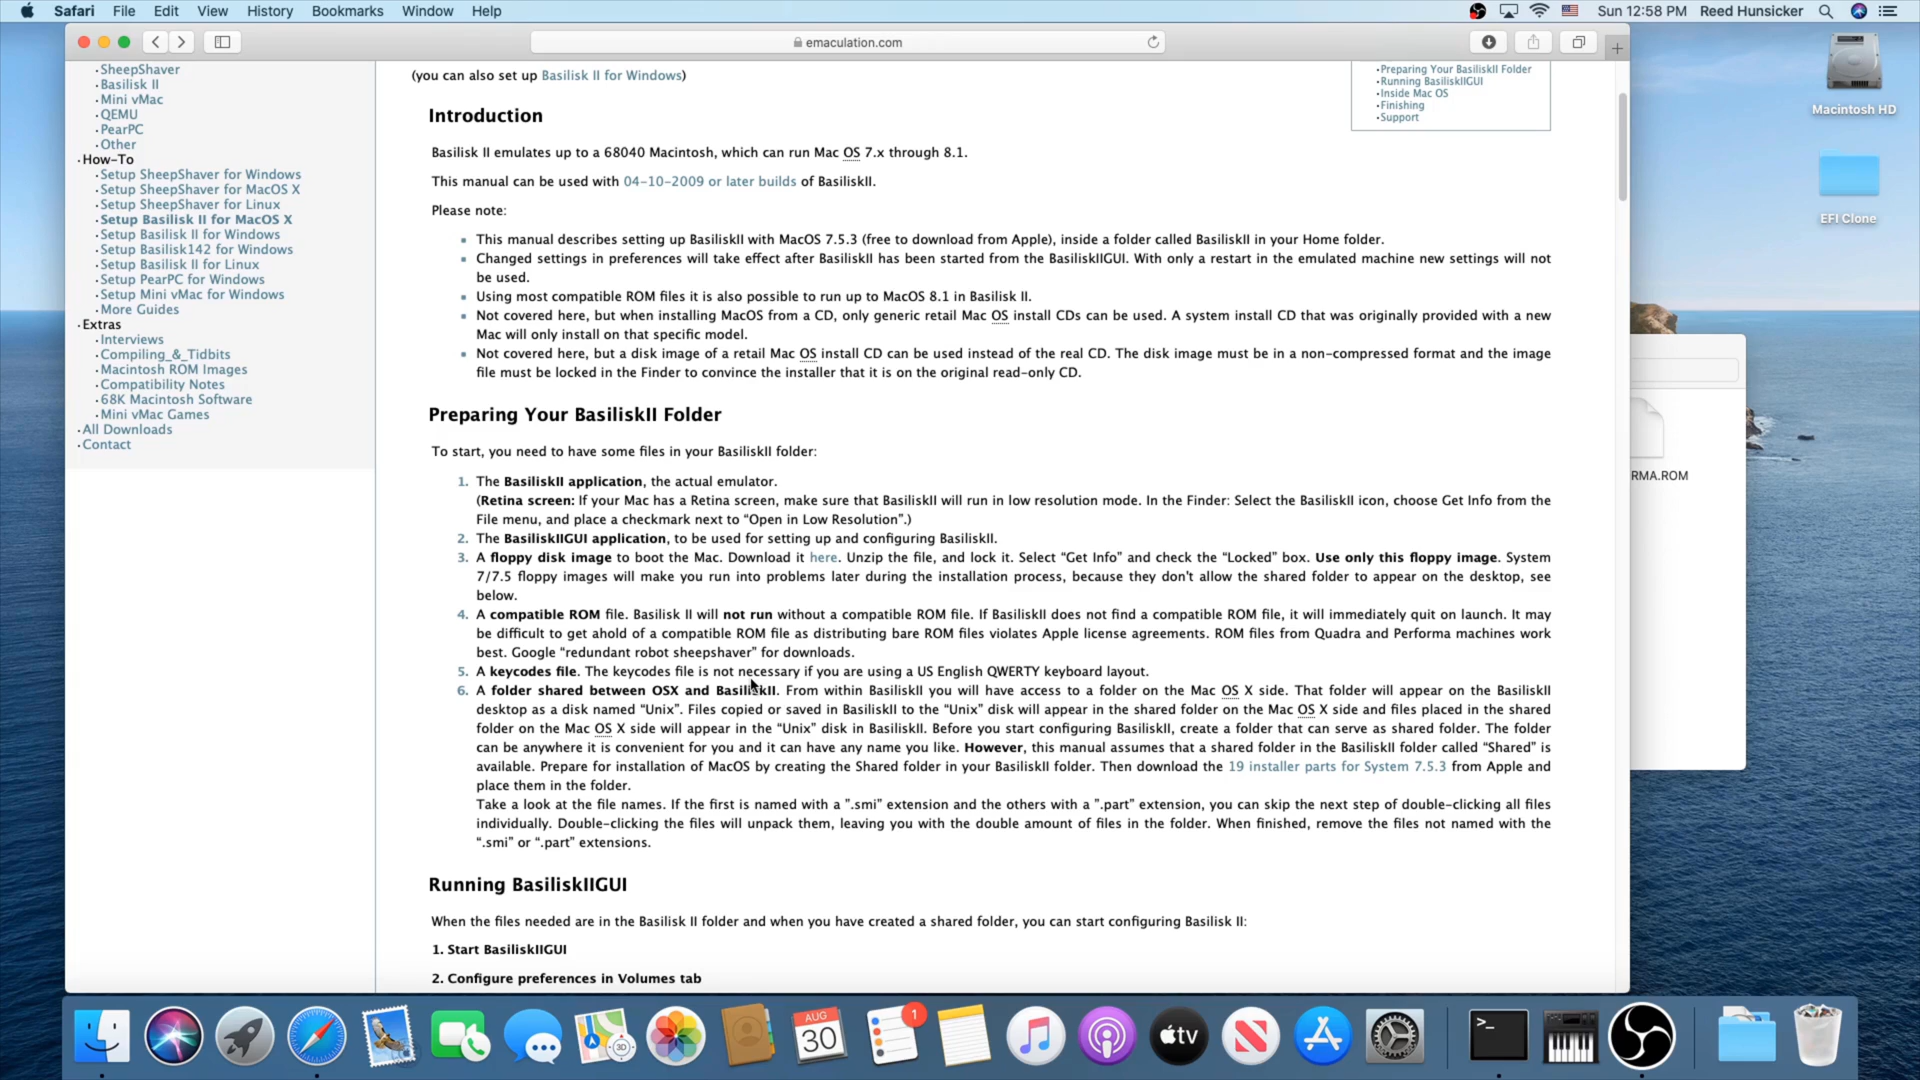 Safari File Edit View History Bookmarks Window Help
Sun 12:58 PM Reed Hunsicker
emaculation.com
SheepShaver
Basilisk II
Mini vMac
QEMU
PearPC
Other
How-To
Setup SheepShaver for Windows
Setup SheepShaver for MacOS X
Setup SheepShaver for Linux
Setup Basilisk II for MacOS X
Setup Basilisk II for Windows
Setup Basilisk142 for Windows
Setup Basilisk II for Linux
Setup PearPC for Windows
Setup Mini vMac for Windows
More Guides
Extras
Interviews
Compiling_&_Tidbits
Macintosh ROM Images
Compatibility Notes
68K Macintosh Software
Mini vMac Games
All Downloads
Contact
(you can also set up Basilisk II for Windows)
Preparing Your BasiliskII Folder
Running BasiliskIIGUI
Inside Mac OS
Finishing
Support
Introduction
Basilisk II emulates up to a 68040 Macintosh, which can run Mac OS 7.x through 8.1.
This manual can be used with 04-10-2009 or later builds of BasiliskII.
Please note:
This manual describes setting up BasiliskII with MacOS 7.5.3 (free to download from Apple), inside a folder called BasiliskII in your Home folder.
Changed settings in preferences will take effect after BasiliskII has been started from the BasiliskIIGUI. With only a restart in the emulated machine new settings will not
be used.
Using most compatible ROM files it is also possible to run up to MacOS 8.1 in Basilisk II.
Not covered here, but when installing MacOS from a CD, only generic retail Mac OS install CDs can be used. A system install CD that was originally provided with a new
Mac will only install on that specific model.
Not covered here, but a disk image of a retail Mac OS install CD can be used instead of the real CD. The disk image must be in a non-compressed format and the image
file must be locked in the Finder to convince the installer that it is on the original read-only CD.
Preparing Your BasiliskII Folder
To start, you need to have some files in your BasiliskII folder:
1. The BasiliskII application, the actual emulator.
(Retina screen: If your Mac has a Retina screen, make sure that BasiliskII will run in low resolution mode. In the Finder: Select the BasiliskII icon, choose Get Info from the
File menu, and place a checkmark next to “Open in Low Resolution”.)
2. The BasiliskIIGUI application, to be used for setting up and configuring BasiliskII.
3. A floppy disk image to boot the Mac. Download it here. Unzip the file, and lock it. Select “Get Info” and check the “Locked” box. Use only this floppy image. System
7/7.5 floppy images will make you run into problems later during the installation process, because they don't allow the shared folder to appear on the desktop, see
below.
4. A compatible ROM file. Basilisk II will not run without a compatible ROM file. If BasiliskII does not find a compatible ROM file, it will immediately quit on launch. It may
be difficult to get ahold of a compatible ROM file as distributing bare ROM files violates Apple license agreements. ROM files from Quadra and Performa machines work
best. Google “redundant robot sheepshaver” for downloads.
5. A keycodes file. The keycodes file is not necessary if you are using a US English QWERTY keyboard layout.
6. A folder shared between OSX and BasiliskII. From within BasiliskII you will have access to a folder on the Mac OS X side. That folder will appear on the BasiliskII
desktop as a disk named “Unix”. Files copied or saved in BasiliskII to the “Unix” disk will appear in the shared folder on the Mac OS X side and files placed in the shared
folder on the Mac OS X side will appear in the “Unix” disk in BasiliskII. Before you start configuring BasiliskII, create a folder that can serve as shared folder. The folder
can be anywhere it is convenient for you and it can have any name you like. However, this manual assumes that a shared folder in the BasiliskII folder called “Shared” is
available. Prepare for installation of MacOS by creating the Shared folder in your BasiliskII folder. Then download the 19 installer parts for System 7.5.3 from Apple and
place them in the folder.
Take a look at the file names. If the first is named with a ".smi" extension and the others with a ".part" extension, you can skip the next step of double-clicking all files
individually. Double-clicking the files will unpack them, leaving you with the double amount of files in the folder. When finished, remove the files not named with the
“.smi” or “.part” extensions.
Running BasiliskIIGUI
When the files needed are in the Basilisk II folder and when you have created a shared folder, you can start configuring Basilisk II:
1. Start BasiliskIIGUI
2. Configure preferences in Volumes tab
Macintosh HD
EFI Clone
RMA.ROM
3D
AUG
30
1
tv
>_